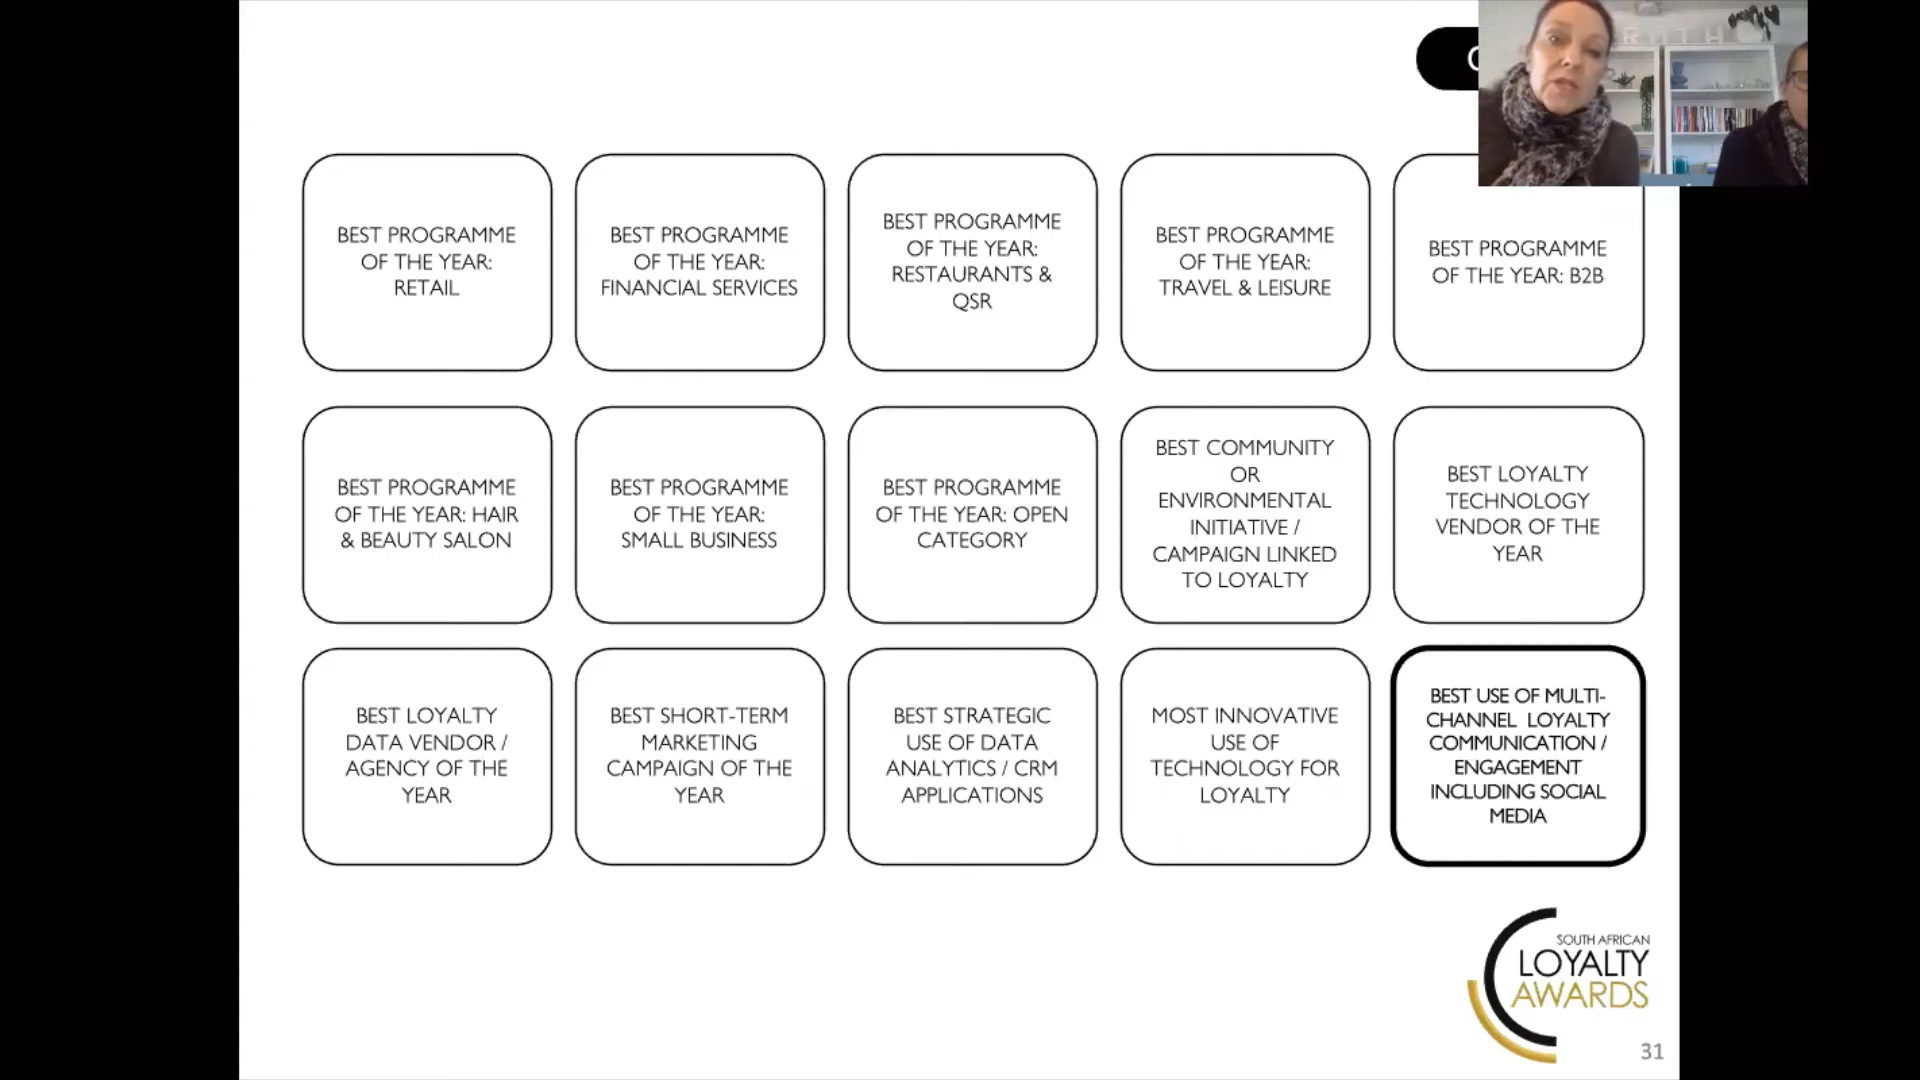 BEST PROGRAMME
OF THE YEAR:
RETAIL
BEST PROGRAMME
OF THE YEAR:
FINANCIAL SERVICES
BEST PROGRAMME
OF THE YEAR:
RESTAURANTS &
QSR
BEST PROGRAMME
OF THE YEAR:
TRAVEL & LEISURE
BEST PROGRAMME
OF THE YEAR: B2B
BEST PROGRAMME
OF THE YEAR: HAIR
& BEAUTY SALON
BEST PROGRAMME
OF THE YEAR:
SMALL BUSINESS
BEST PROGRAMME
OF THE YEAR: OPEN
CATEGORY
BEST COMMUNITY
OR
ENVIRONMENTAL
INITIATIVE /
CAMPAIGN LINKED
TO LOYALTY
BEST LOYALTY
TECHNOLOGY
VENDOR OF THE
YEAR
BEST LOYALTY
DATA VENDOR /
AGENCY OF THE
YEAR
BEST SHORT-TERM
MARKETING
CAMPAIGN OF THE
YEAR
BEST STRATEGIC
USE OF DATA
ANALYTICS / CRM
APPLICATIONS
MOST INNOVATIVE
USE OF
TECHNOLOGY FOR
LOYALTY
BEST USE OF MULTI-
CHANNEL LOYALTY
COMMUNICATION /
ENGAGEMENT
INCLUDING SOCIAL
MEDIA
SOUTH AFRICAN
LOYALTY
AWARDS
31